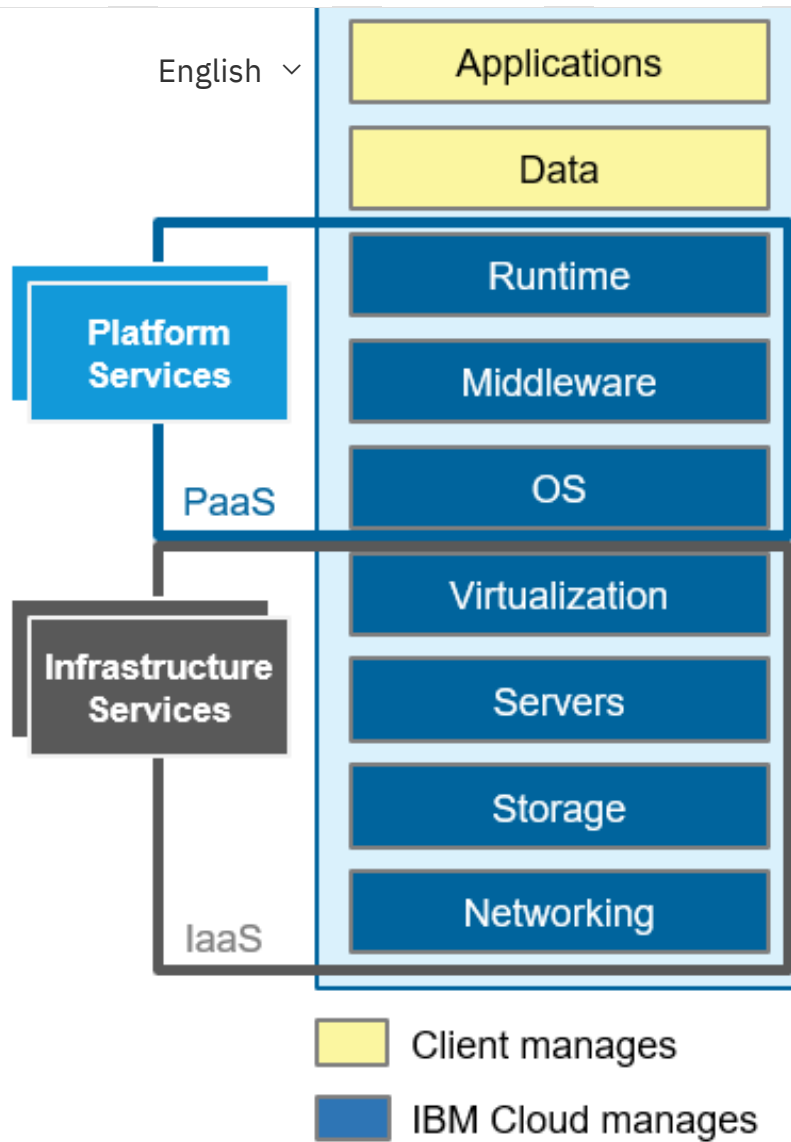 English
Applications
Data
Runtime
Platform
Services
Middleware
OS
PaaS
Virtualization
Infrastructure
Services
Servers
Storage
Networking
IaaS
Client manages
IBM Cloud manages